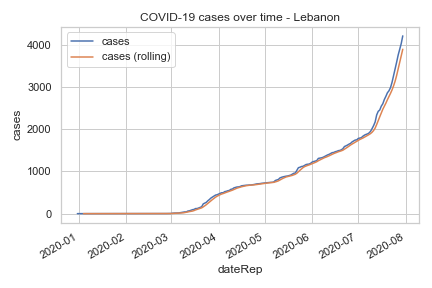 COVID-19 cases over time - Lebanon
cases
cases (rolling)
4000
3000
2000
1000
0
cases
2020-01
2020-02
2020-03
2020-04
2020-05
2020-06
2020-07
2020-08
dateRep